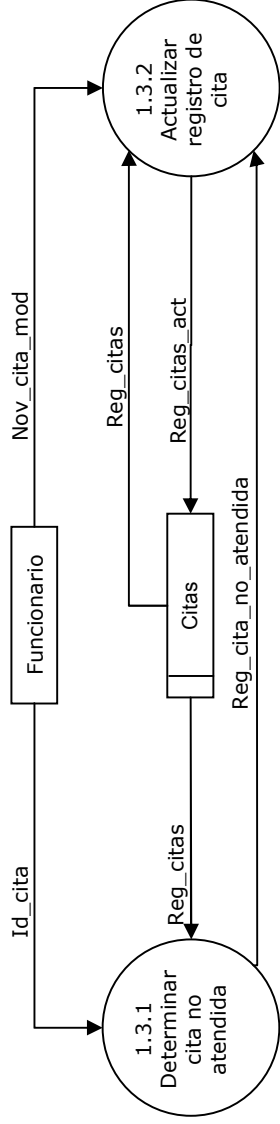 Funcionario
Id_cita
Nov_cita_mod
1.3.1
Determinar
cita no
atendida
Reg_citas
Citas
Reg_citas
Reg_citas_act
1.3.2
Actualizar
registro de
cita
Reg_cita_no_atendida